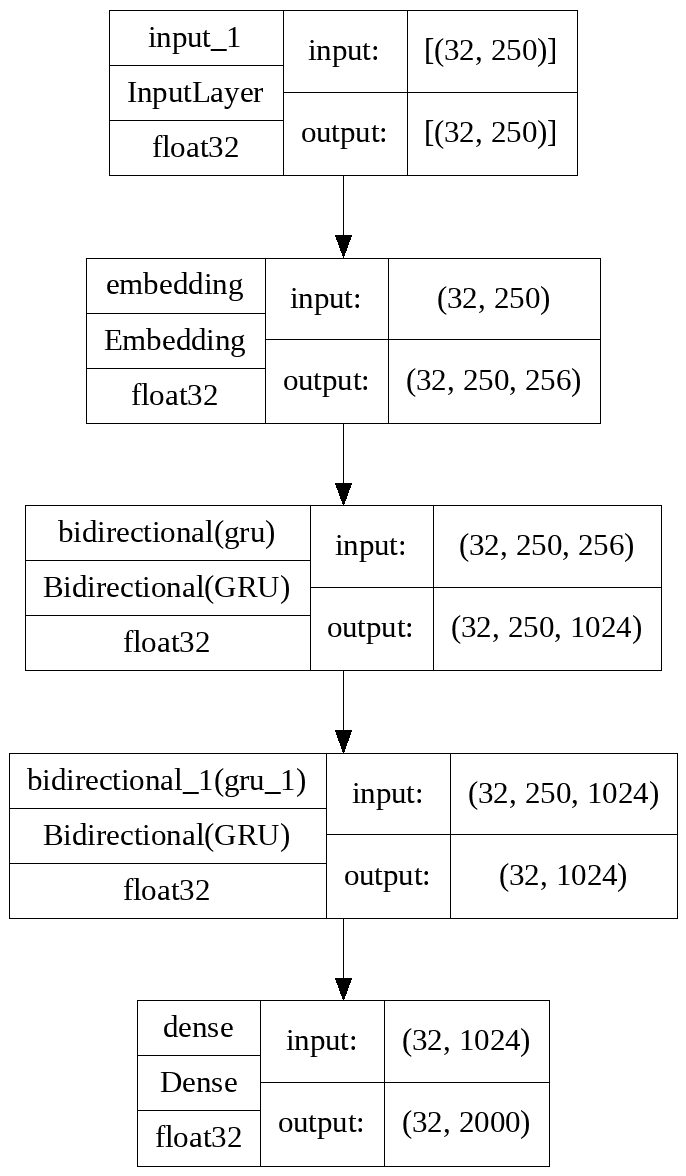 input_1
InputLayer
float32
input:
[(32, 250)]
output:
[(32, 250)]
embedding
Embedding
float32
input:
(32, 250)
output:
(32, 250, 256)
bidirectional(gru)
Bidirectional(GRU)
float32
input:
(32, 250, 256)
output:
(32, 250, 1024)
bidirectional_1(gru_1)
Bidirectional(GRU)
float32
input:
(32, 250, 1024)
output:
(32, 1024)
dense
Dense
float32
input:
(32, 1024)
output:
(32, 2000)